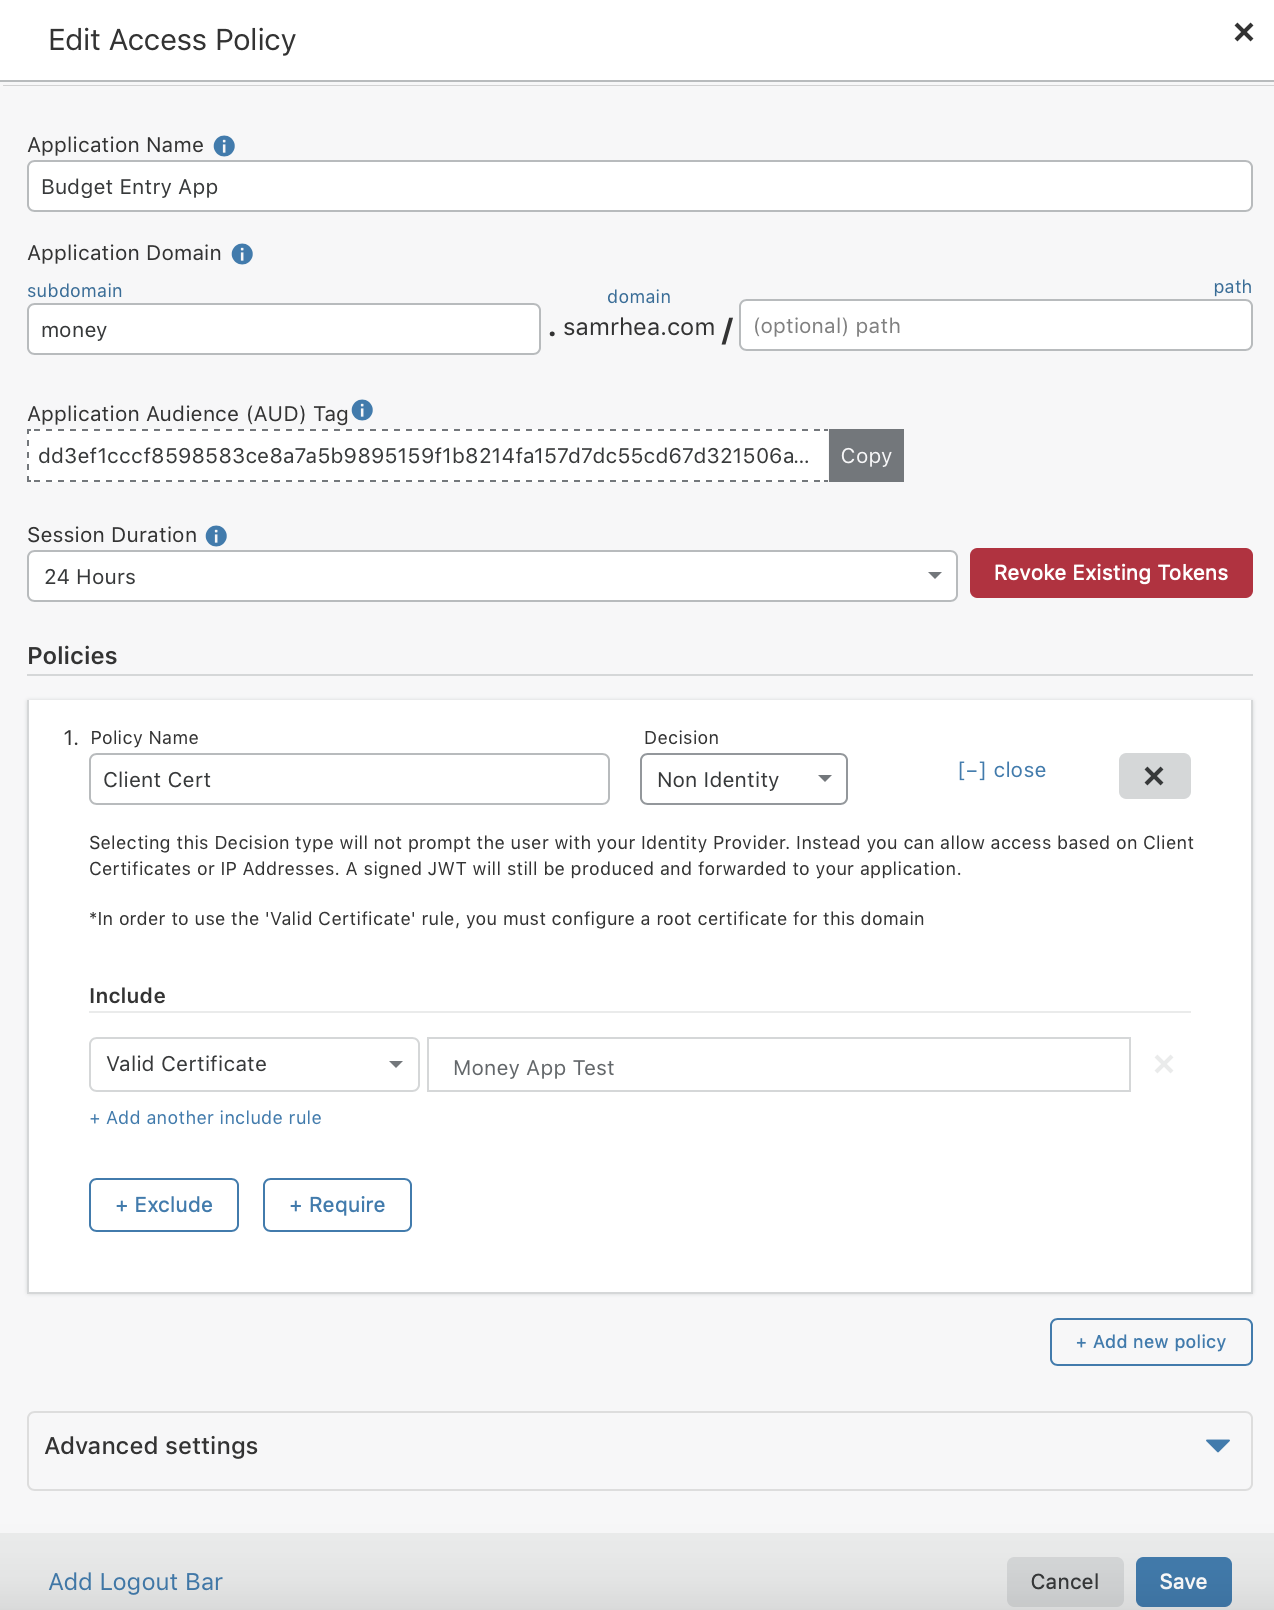 Edit Access Policy
Application Name
Budget Entry App
Application Domain
subdomain
domain
path
money
. samrhea.com /
(optional) path
Application Audience (AUD) Tag
dd3ef1cccf8598583ce8a7a5b9895159f1b8214fa157d7dc55cd67d321506a...
Copy
Session Duration
24 Hours
Revoke Existing Tokens
Policies
1. Policy Name
Decision
Client Cert
Non Identity
[–] close
Selecting this Decision type will not prompt the user with your Identity Provider. Instead you can allow access based on Client
Certificates or IP Addresses. A signed JWT will still be produced and forwarded to your application.
*In order to use the 'Valid Certificate' rule, you must configure a root certificate for this domain
Include
Valid Certificate
Money App Test
+ Add another include rule
+ Exclude
+ Require
+ Add new policy
Advanced settings
Add Logout Bar
Cancel
Save